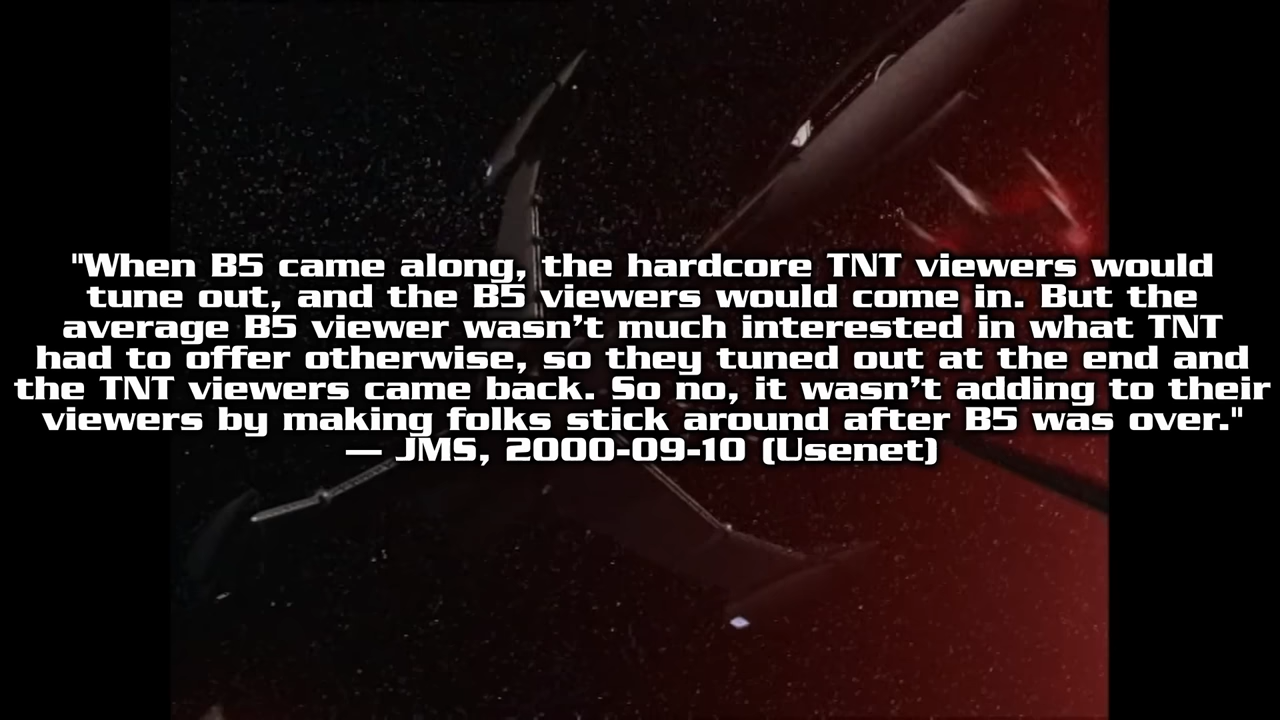 "When B5 came along, the hardcore TNT viewers would
tune out, and the B5 viewers would come in. But the
average B5 viewer wasn't much interested in what TNT
had to offer otherwise, so they tuned out at the end and
the TNT viewers came back. So no, it wasn't adding to their
viewers by making folks stick around after B5 was over."
— JMS, 2000-09-10 (Usenet)